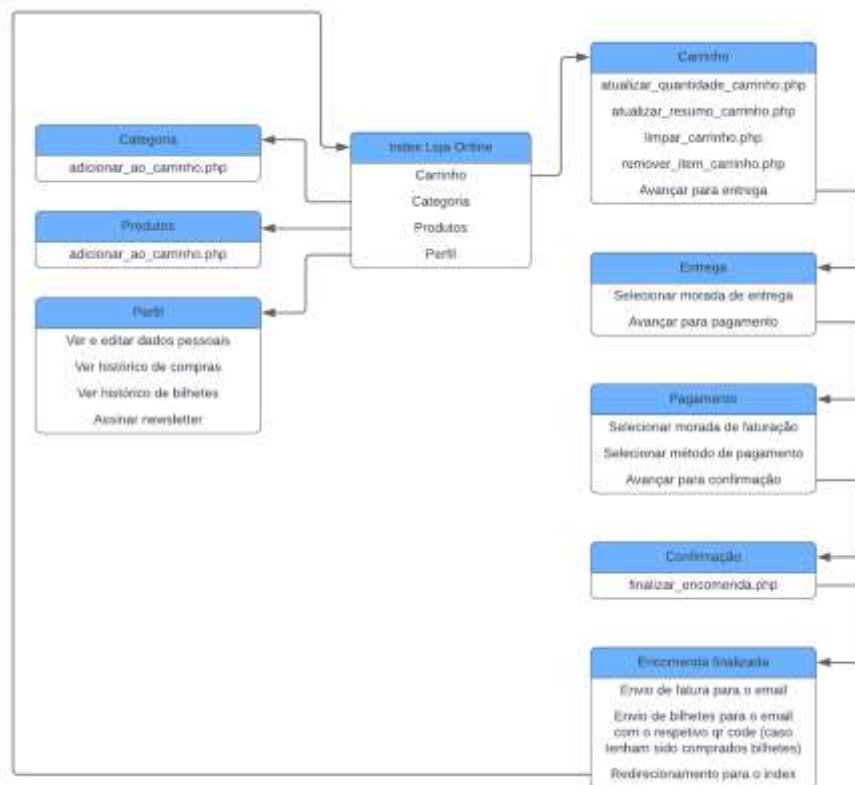 Categoria
adicionar_ao_carrinho.php
Produtos
adicionar_ao_carrinho.php
Perfil
Ver e editar dados pessoais
Ver histórico de compras
Ver histórico de bilhetes
Assinar newsletter
Index Loja Online
Carrinho
Categoria
Produtos
Perfil
Carrinho
atualizar_quantidade_carrinho.php
atualizar_resumo_carrinho.php
limpar_carrinho.php
remover_item_carrinho.php
Avançar para entrega
Entrega
Selecionar morada de entrega
Avançar para pagamento
Pagamento
Selecionar morada de faturação
Selecionar método de pagamento
Avançar para confirmação
Confirmação
finalizar_encomenda.php
Encomenda finalizada
Envio de fatura para o email
Envio de bilhetes para o email
com o respetivo qr code (caso
tenham sido comprados bilhetes)
Redirecionamento para o index